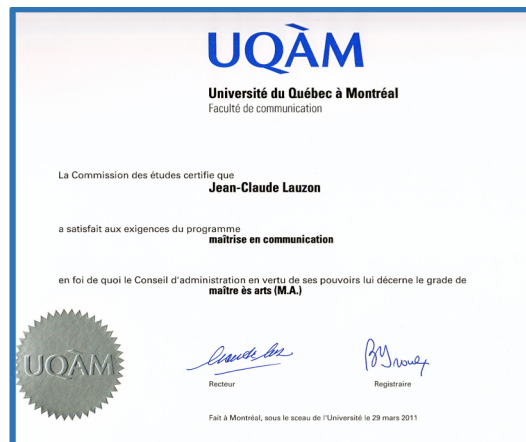 UQÀM
Université du Québec à Montréal
Faculté de communication
La Commission des études certifie que
Jean-Claude Lauzon
a satisfait aux exigences du programme
maîtrise en communication
en foi de quoi le Conseil d'administration en vertu de ses pouvoirs lui décerne le grade de
maître ès arts (M.A.)
UQÀM
Recteur
Registraire
Fait à Montréal, sous le sceau de l'Université le 29 mars 2011